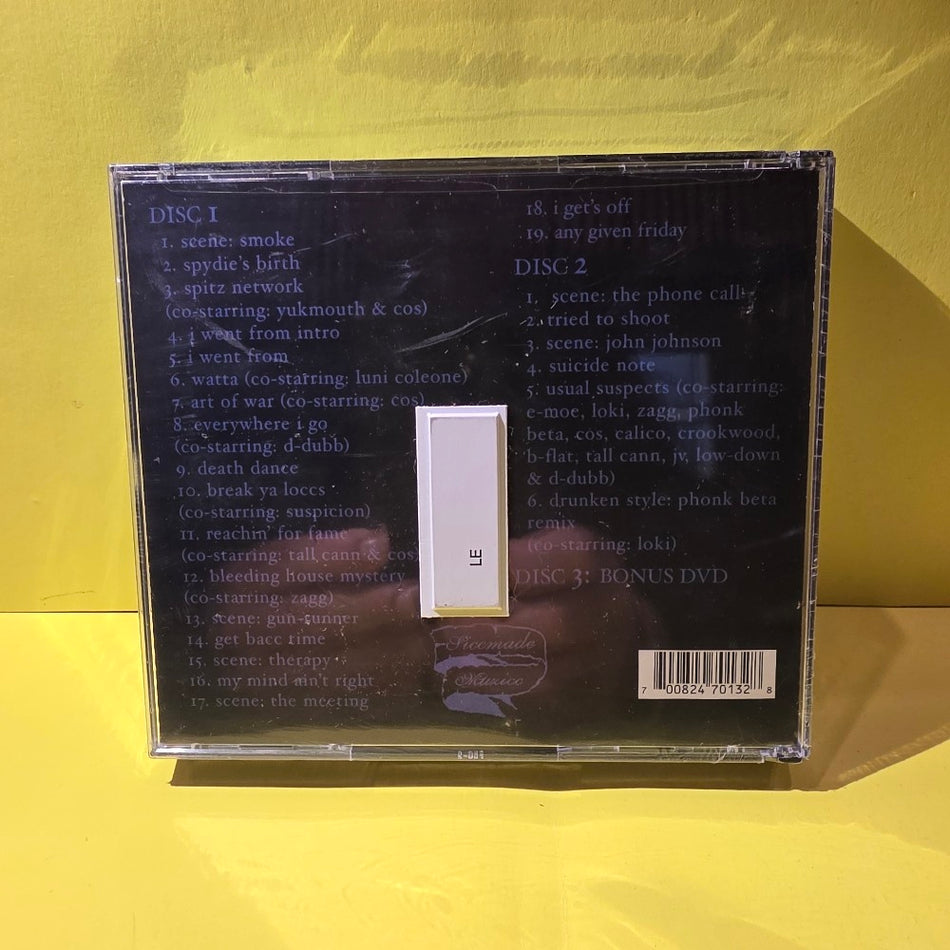 DISC 1
1. scene: smoke
2. spydie's birth
3. spitz network
(co-starring: yukmouth & cos)
4. i went from intro
5. i went from
6. watta (co-starring: luni coleone)
7. art of war (co-starring: cos)
8. everywhere i go
(co-starring: d-dubb)
9. death dance
10. break ya loccs
(co-starring: suspicion)
11. reachin' for fame
(co-starring: tall cann & cos)
12. bleeding house mystery
(co-starring: zagg)
13. scene: gun-runner
14. get bacc time
15. scene: therapy
16. my mind ain't right
17. scene: the meeting
18. i get's off
19. any given friday
DISC 2
1. scene: the phone call
2. tried to shoot
3. scene: john johnson
4. suicide note
5. usual suspects (co-starring:
e-moe, loki, zagg, phonk
beta, cos, calico, crookwood,
b-flat, tall cann, jv, low-down
& d-dubb)
6. drunken style: phonk beta
remix
(co-starring: loki)
DISC 3: BONUS DVD
LE
Sicemade
Muzicc
7 00824 70132 8